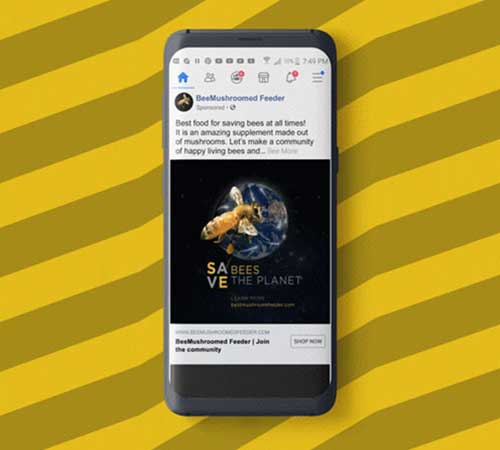 7:49 PM
BeeMushroomed Feeder
Sponsored ·
Best food for saving bees at all times!
It is an amazing supplement made out
of mushrooms. Let's make a community
of happy living bees and... See More
SA BEES
VE THE PLANET
LEARN MORE
beemushroomfeeder.com
WWW.BEEMUSHROOMEDFEEDER.COM
BeeMushroomed Feeder | Join
the community
SHOP NOW